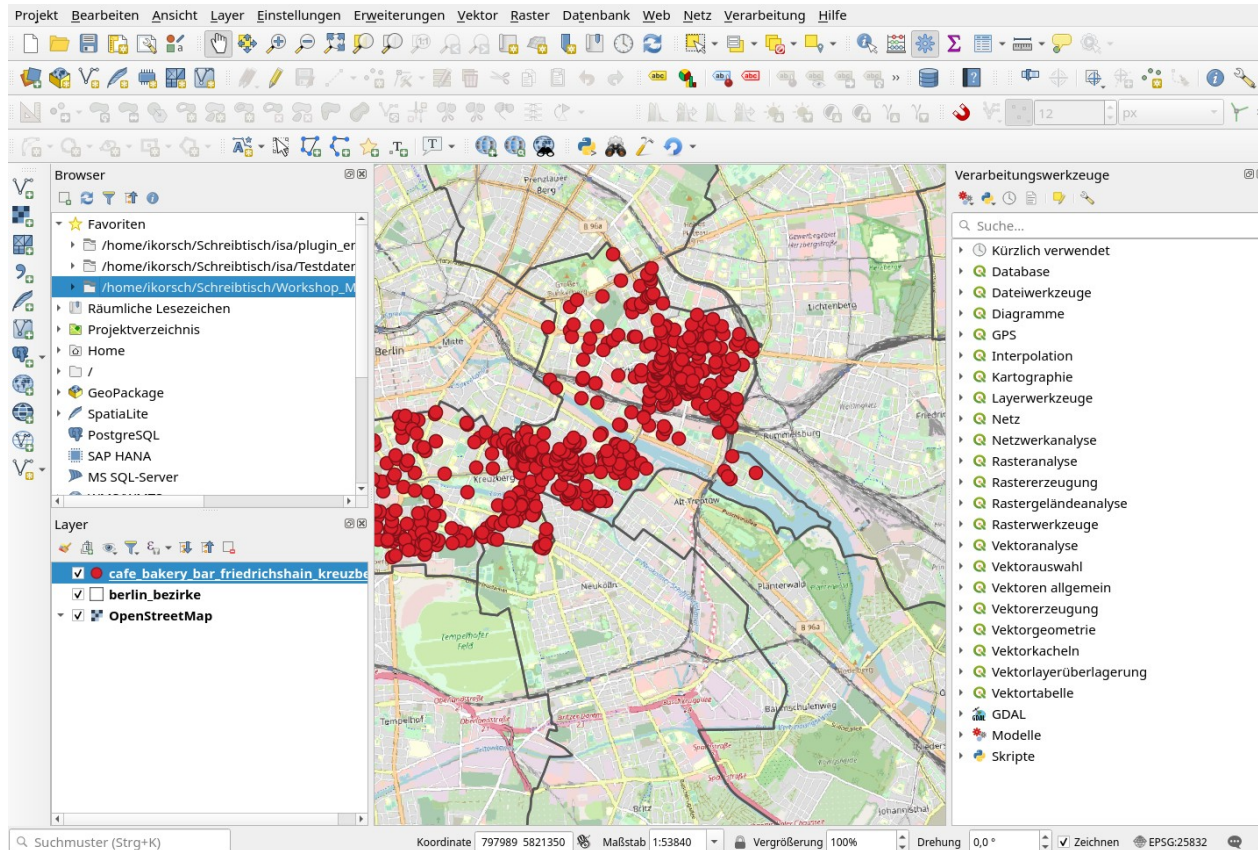 Projekt Bearbeiten Ansicht Layer Einstellungen Erweiterungen Vektor Raster Datenbank Web Netz Verarbeitung Hilfe
12
px
Browser
Favoriten
/home/ikorsch/Schreibtisch/isa/plugin_er
/home/ikorsch/Schreibtisch/isa/Testdater
/home/ikorsch/Schreibtisch/Workshop_M
Räumliche Lesezeichen
Projektverzeichnis
Home
/
GeoPackage
SpatiaLite
PostgreSQL
SAP HANA
MS SQL-Server
Layer
cafe_bakery_bar_friedrichshain_kreuzbe
berlin_bezirke
OpenStreetMap
Prenzlauer
Berg
B 96a
Lichtenberg
Berlin
Mitte
Rummelsburg
Kreuzberg
Alt-Treptow
Neukölln
Plänterwald
B 96a
Tempelhofer
Feld
Tempelhof
Baumschulenweg
Britz
Johannisthal
Verarbeitungswerkzeuge
Suche...
Kürzlich verwendet
Database
Dateiwerkzeuge
Diagramme
GPS
Interpolation
Kartographie
Layerwerkzeuge
Netz
Netzwerkanalyse
Rasteranalyse
Rastererzeugung
Rastergeländeanalyse
Rasterwerkzeuge
Vektoranalyse
Vektorauswahl
Vektoren allgemein
Vektorerzeugung
Vektorgeometrie
Vektorkacheln
Vektorlayerüberlagerung
Vektortabelle
GDAL
Modelle
Skripte
Suchmuster (Strg+K)
Koordinate 797989 5821350 Maßstab 1:53840 Vergrößerung 100% Drehung 0,0 ° Zeichnen EPSG:25832